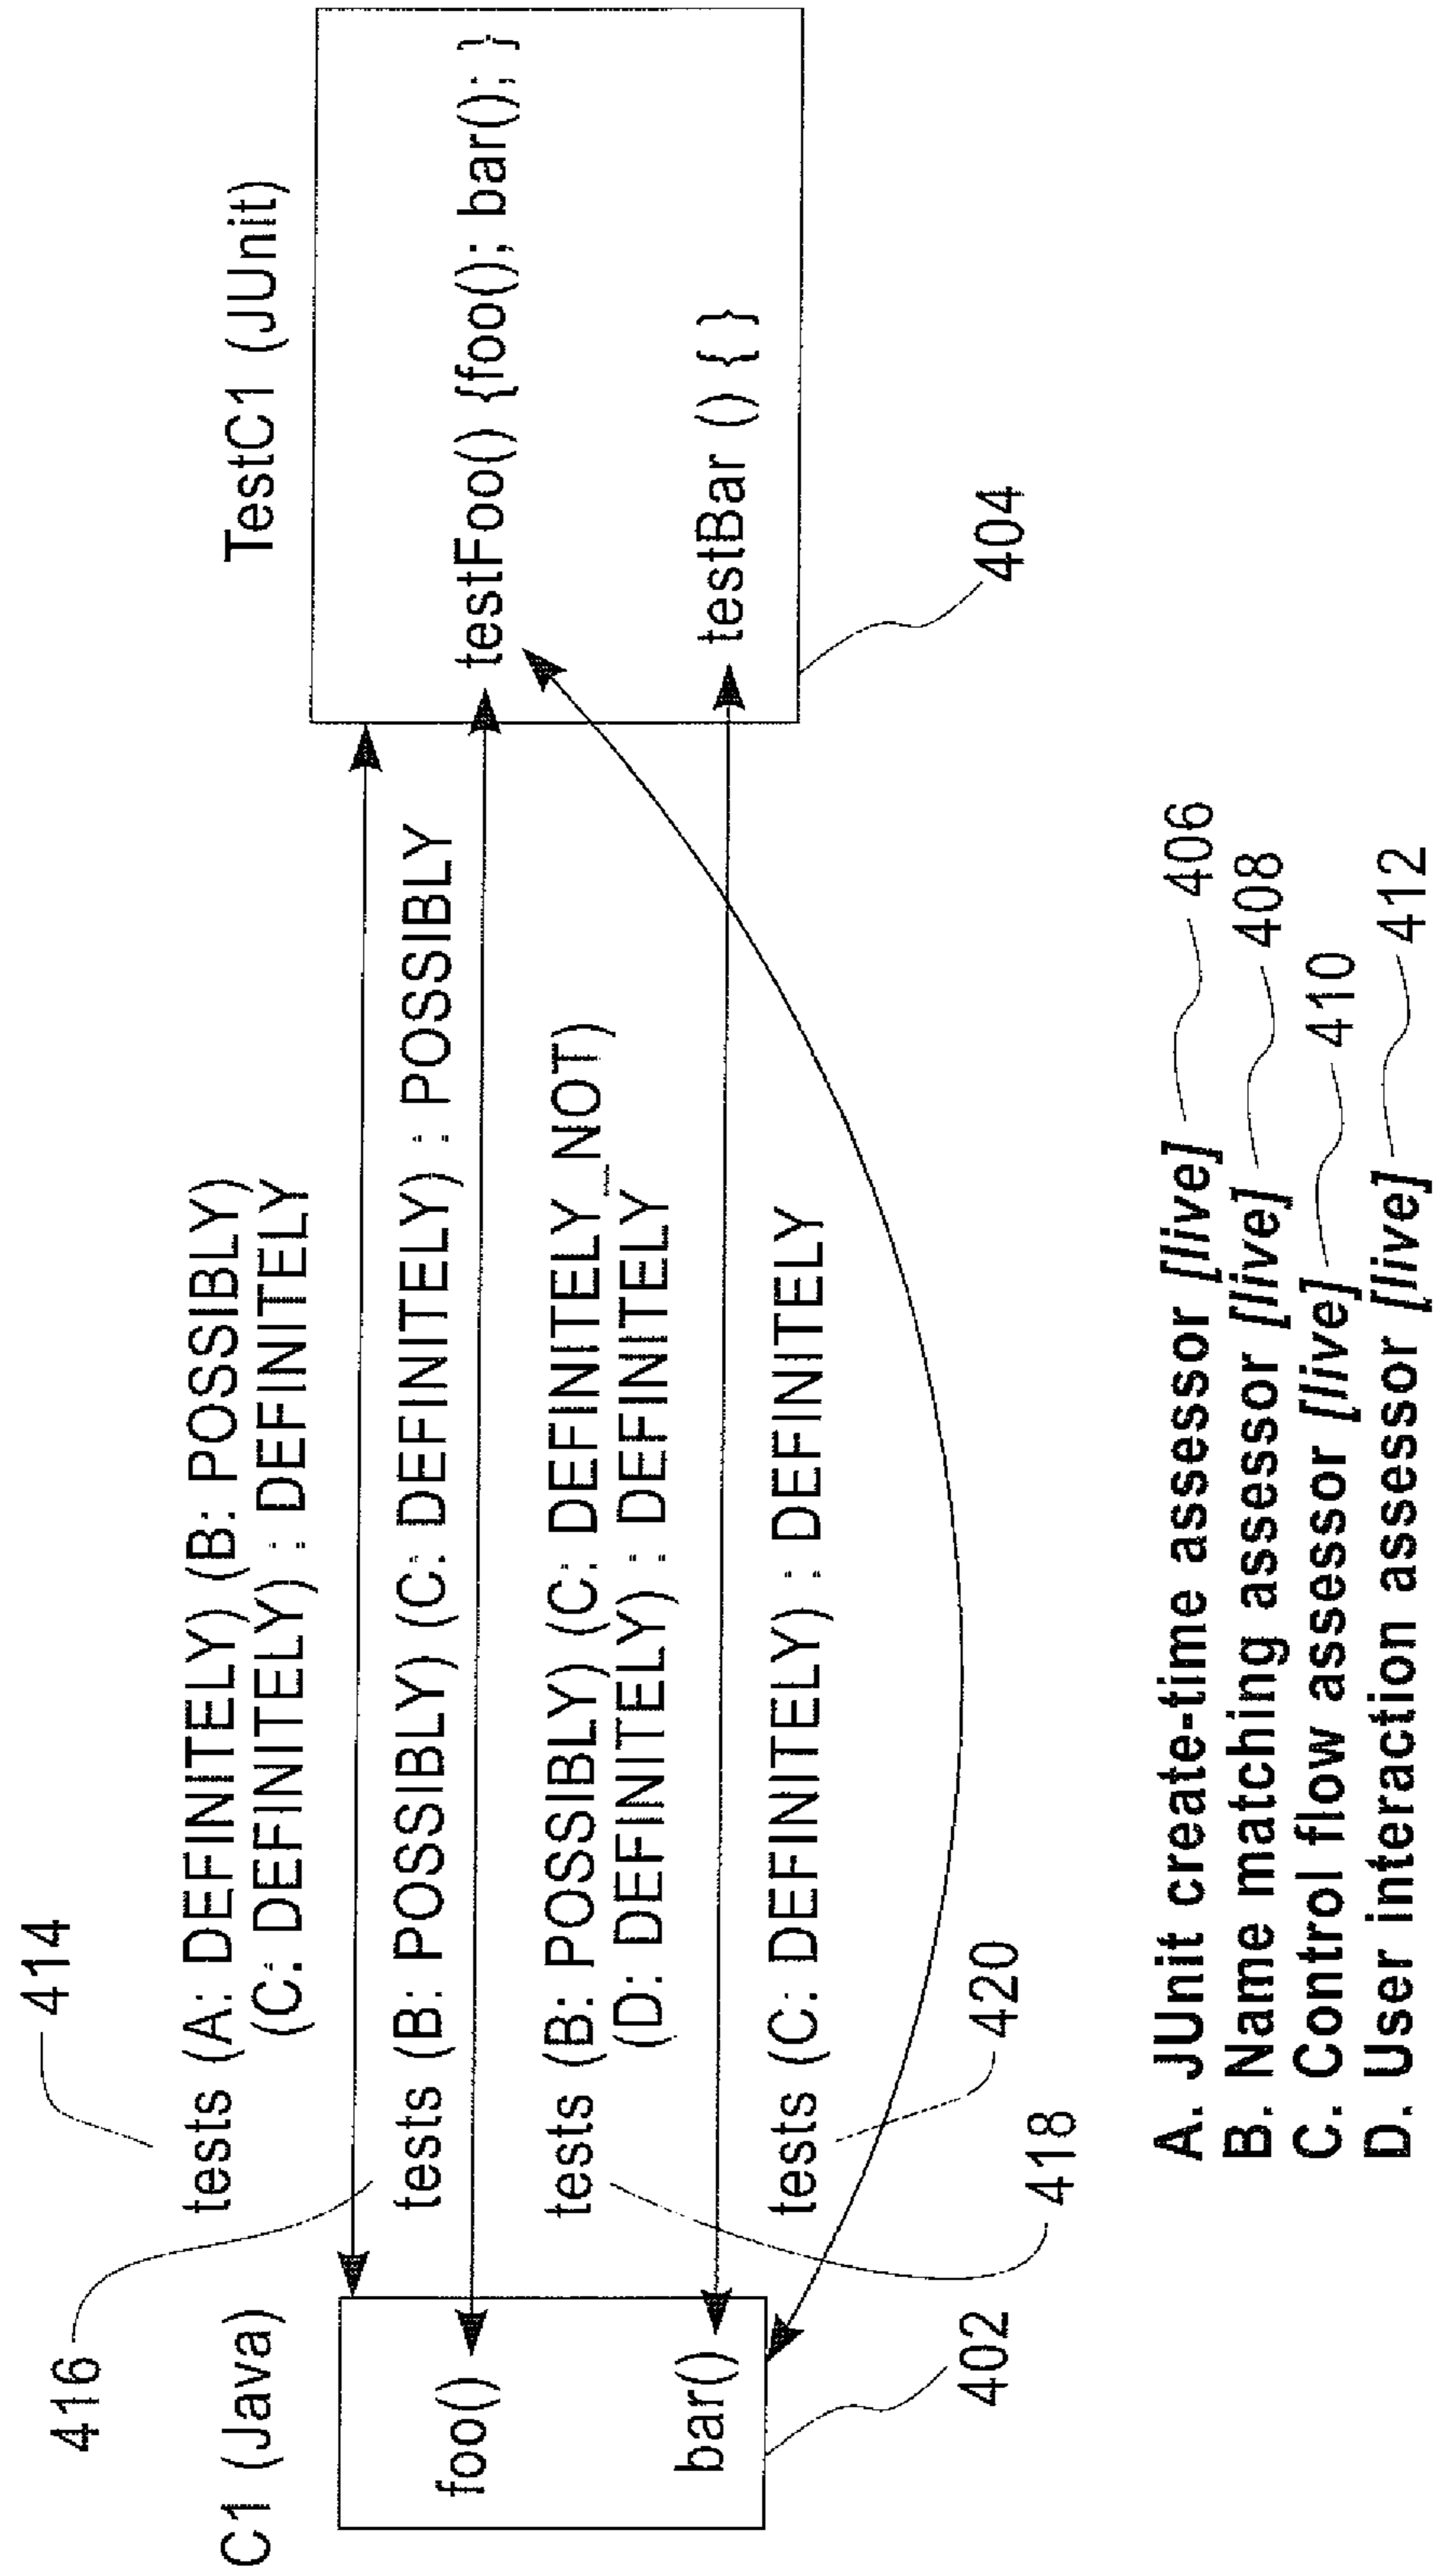 414
416
C1 (Java)
TestC1 (JUnit)
tests (A: DEFINITELY) (B: POSSIBLY)
(C: DEFINITELY) : DEFINITELY
tests (B: POSSIBLY) (C: DEFINITELY) : POSSIBLY
foo()
testFoo() {foo(); bar(); }
tests (B: POSSIBLY) (C: DEFINITELY_NOT)
(D: DEFINITELY) : DEFINITELY
bar()
testBar () { }
tests (C: DEFINITELY) : DEFINITELY
402
418
420
404
A. JUnit create-time assessor [live] 406
B. Name matching assessor [live] 408
C. Control flow assessor [live] 410
D. User interaction assessor [live] 412